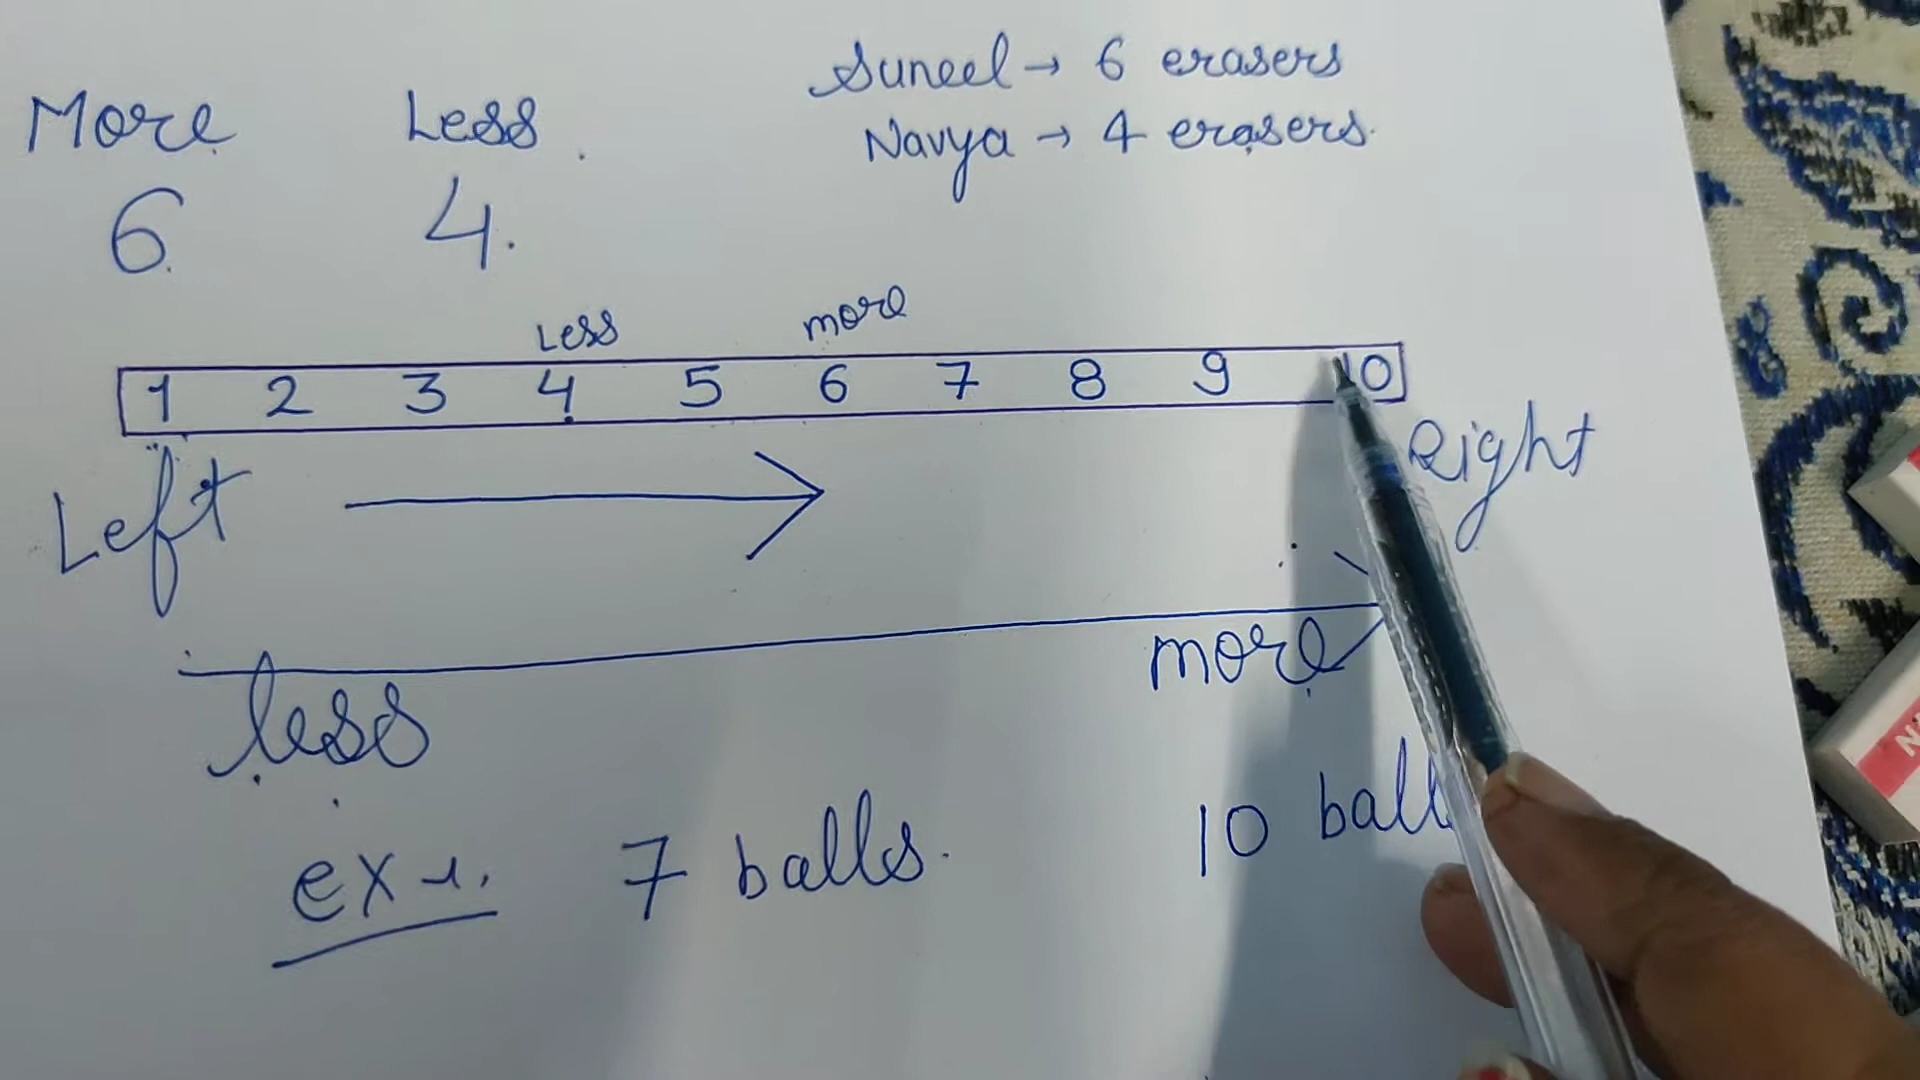 Suneel → 6 erasers
More Less Navya → 4 erasers.
6 4.
Less more
1 2 3 4 5 6 7 8 9 10
Left Right
less more
ex 1. 7 balls. 10 ball